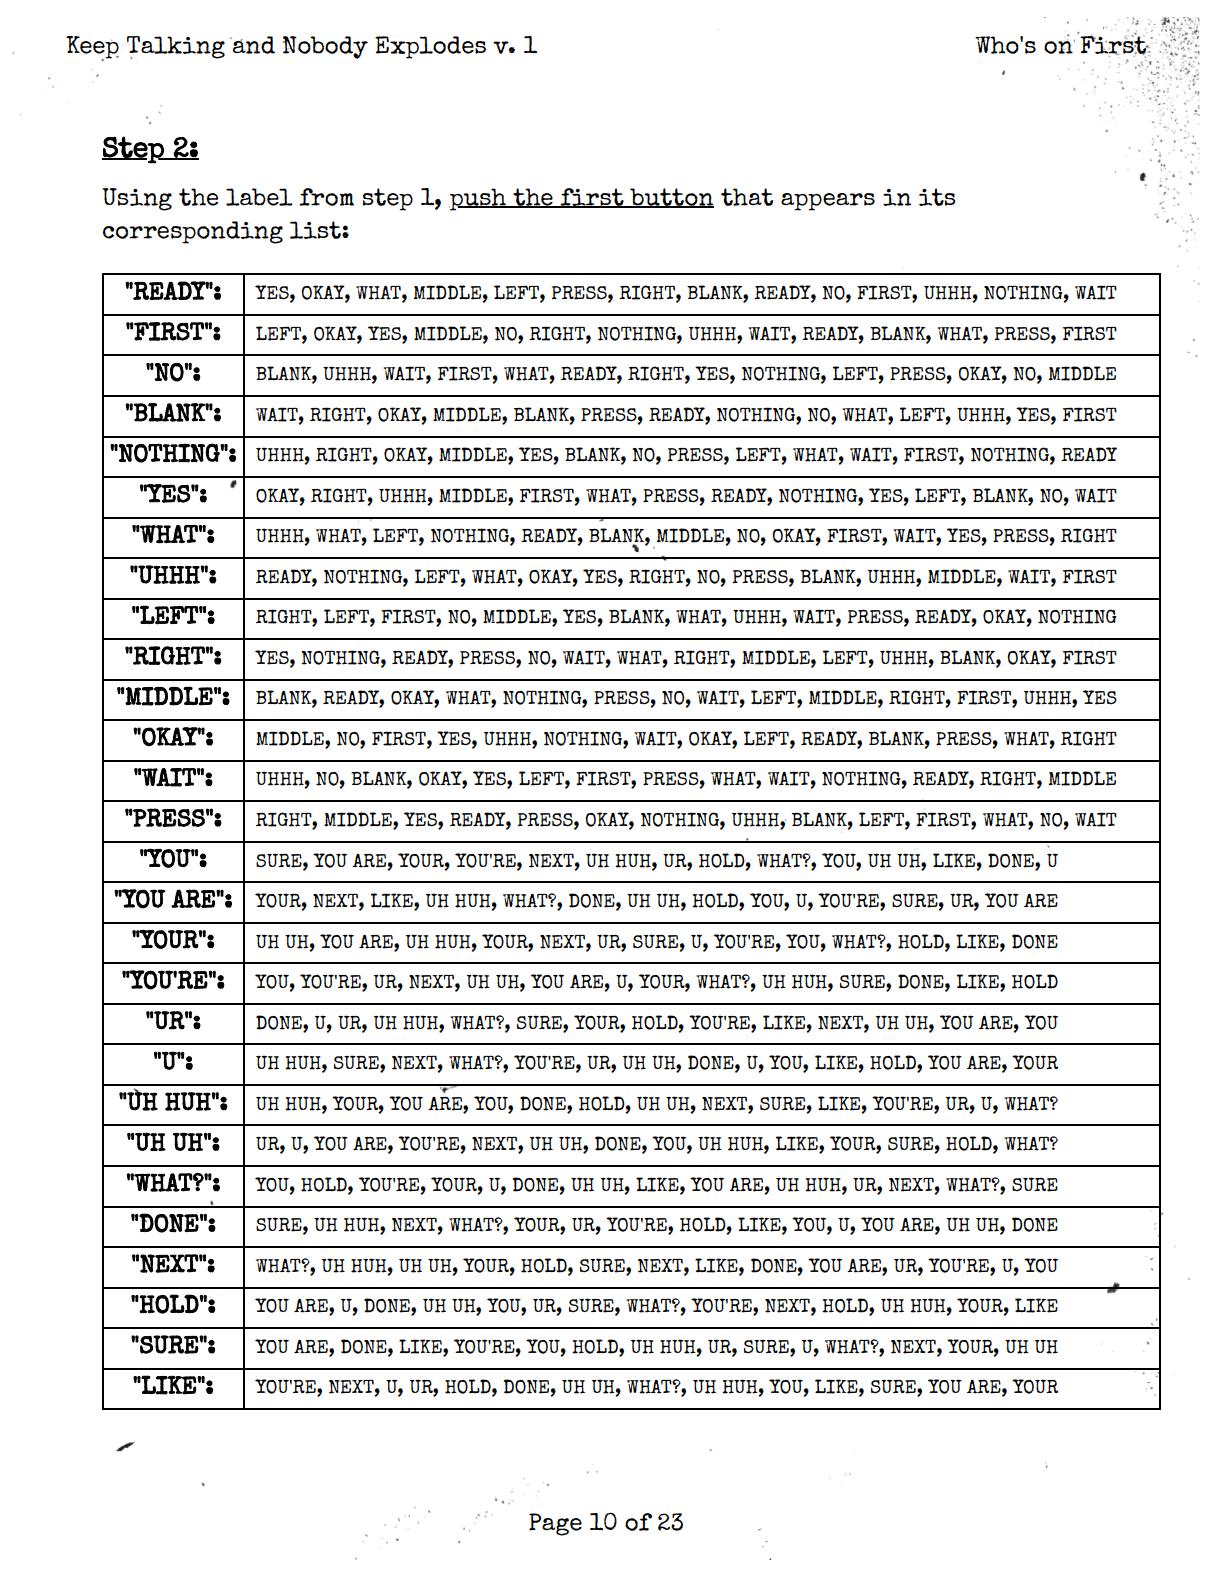 Keep Talking and Nobody Explodes v. 1 Who's on First
Step 2:
Using the label from step 1, push the first button that appears in its
corresponding list:
"READY": YES, OKAY, WHAT, MIDDLE, LEFT, PRESS, RIGHT, BLANK, READY, NO, FIRST, UHHH, NOTHING, WAIT
"FIRST": LEFT, OKAY, YES, MIDDLE, NO, RIGHT, NOTHING, UHHH, WAIT, READY, BLANK, WHAT, PRESS, FIRST
"NO": BLANK, UHHH, WAIT, FIRST, WHAT, READY, RIGHT, YES, NOTHING, LEFT, PRESS, OKAY, NO, MIDDLE
"BLANK": WAIT, RIGHT, OKAY, MIDDLE, BLANK, PRESS, READY, NOTHING, NO, WHAT, LEFT, UHHH, YES, FIRST
"NOTHING": UHHH, RIGHT, OKAY, MIDDLE, YES, BLANK, NO, PRESS, LEFT, WHAT, WAIT, FIRST, NOTHING, READY
"YES": OKAY, RIGHT, UHHH, MIDDLE, FIRST, WHAT, PRESS, READY, NOTHING, YES, LEFT, BLANK, NO, WAIT
"WHAT": UHHH, WHAT, LEFT, NOTHING, READY, BLANK, MIDDLE, NO, OKAY, FIRST, WAIT, YES, PRESS, RIGHT
"UHHH": READY, NOTHING, LEFT, WHAT, OKAY, YES, RIGHT, NO, PRESS, BLANK, UHHH, MIDDLE, WAIT, FIRST
"LEFT": RIGHT, LEFT, FIRST, NO, MIDDLE, YES, BLANK, WHAT, UHHH, WAIT, PRESS, READY, OKAY, NOTHING
"RIGHT": YES, NOTHING, READY, PRESS, NO, WAIT, WHAT, RIGHT, MIDDLE, LEFT, UHHH, BLANK, OKAY, FIRST
"MIDDLE": BLANK, READY, OKAY, WHAT, NOTHING, PRESS, NO, WAIT, LEFT, MIDDLE, RIGHT, FIRST, UHHH, YES
"OKAY": MIDDLE, NO, FIRST, YES, UHHH, NOTHING, WAIT, OKAY, LEFT, READY, BLANK, PRESS, WHAT, RIGHT
"WAIT": UHHH, NO, BLANK, OKAY, YES, LEFT, FIRST, PRESS, WHAT, WAIT, NOTHING, READY, RIGHT, MIDDLE
"PRESS": RIGHT, MIDDLE, YES, READY, PRESS, OKAY, NOTHING, UHHH, BLANK, LEFT, FIRST, WHAT, NO, WAIT
"YOU": SURE, YOU ARE, YOUR, YOU'RE, NEXT, UH HUH, UR, HOLD, WHAT?, YOU, UH UH, LIKE, DONE, U
"YOU ARE": YOUR, NEXT, LIKE, UH HUH, WHAT?, DONE, UH UH, HOLD, YOU, U, YOU'RE, SURE, UR, YOU ARE
"YOUR": UH UH, YOU ARE, UH HUH, YOUR, NEXT, UR, SURE, U, YOU'RE, YOU, WHAT?, HOLD, LIKE, DONE
"YOU'RE": YOU, YOU'RE, UR, NEXT, UH UH, YOU ARE, U, YOUR, WHAT?, UH HUH, SURE, DONE, LIKE, HOLD
"UR": DONE, U, UR, UH HUH, WHAT?, SURE, YOUR, HOLD, YOU'RE, LIKE, NEXT, UH UH, YOU ARE, YOU
"U": UH HUH, SURE, NEXT, WHAT?, YOU'RE, UR, UH UH, DONE, U, YOU, LIKE, HOLD, YOU ARE, YOUR
"UH HUH": UH HUH, YOUR, YOU ARE, YOU, DONE, HOLD, UH UH, NEXT, SURE, LIKE, YOU'RE, UR, U, WHAT?
"UH UH": UR, U, YOU ARE, YOU'RE, NEXT, UH UH, DONE, YOU, UH HUH, LIKE, YOUR, SURE, HOLD, WHAT?
"WHAT?": YOU, HOLD, YOU'RE, YOUR, U, DONE, UH UH, LIKE, YOU ARE, UH HUH, UR, NEXT, WHAT?, SURE
"DONE": SURE, UH HUH, NEXT, WHAT?, YOUR, UR, YOU'RE, HOLD, LIKE, YOU, U, YOU ARE, UH UH, DONE
"NEXT": WHAT?, UH HUH, UH UH, YOUR, HOLD, SURE, NEXT, LIKE, DONE, YOU ARE, UR, YOU'RE, U, YOU
"HOLD": YOU ARE, U, DONE, UH UH, YOU, UR, SURE, WHAT?, YOU'RE, NEXT, HOLD, UH HUH, YOUR, LIKE
"SURE": YOU ARE, DONE, LIKE, YOU'RE, YOU, HOLD, UH HUH, UR, SURE, U, WHAT?, NEXT, YOUR, UH UH
"LIKE": YOU'RE, NEXT, U, UR, HOLD, DONE, UH UH, WHAT?, UH HUH, YOU, LIKE, SURE, YOU ARE, YOUR
Page 10 of 23